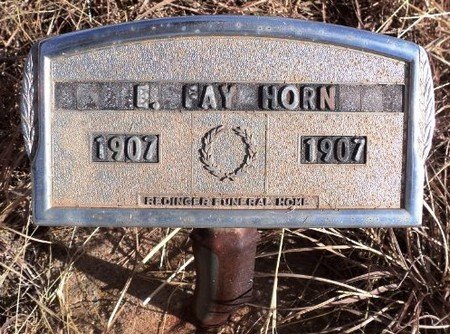 E. FAY HORN
1907 1907
REDINGER FUNERAL HOME